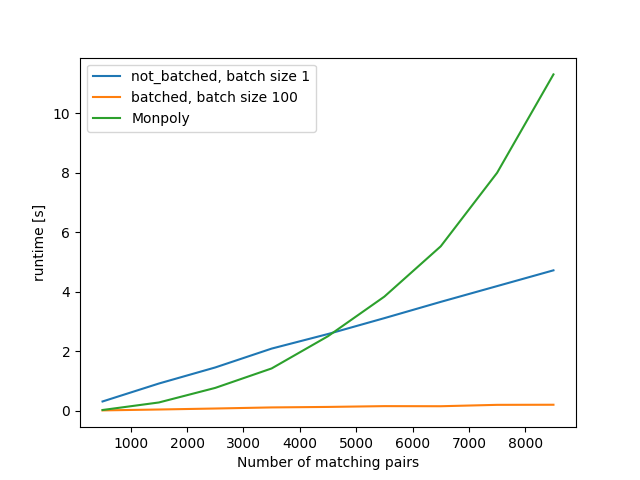 not_batched, batch size 1
batched, batch size 100
Monpoly
10
8
6
4
2
0
runtime [s]
1000 2000 3000 4000 5000 6000 7000 8000
Number of matching pairs